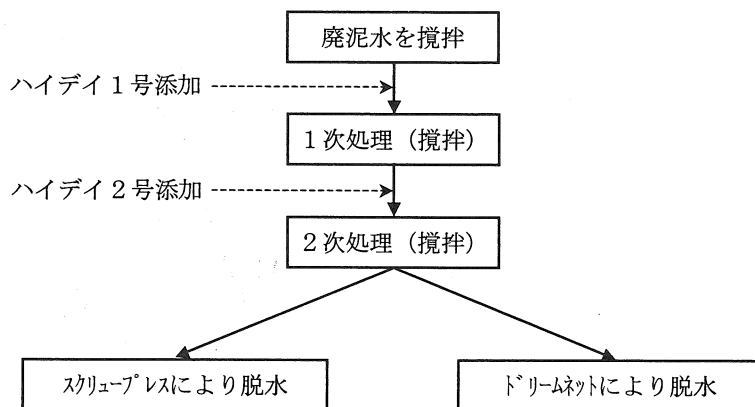 廃泥水を撹拌
ハイデイ１号添加
１次処理（撹拌）
ハイデイ２号添加
２次処理（撹拌）
ｽｸﾘｭｰﾌﾟﾚｽにより脱水
ﾄﾞﾘｰﾑﾈｯﾄにより脱水